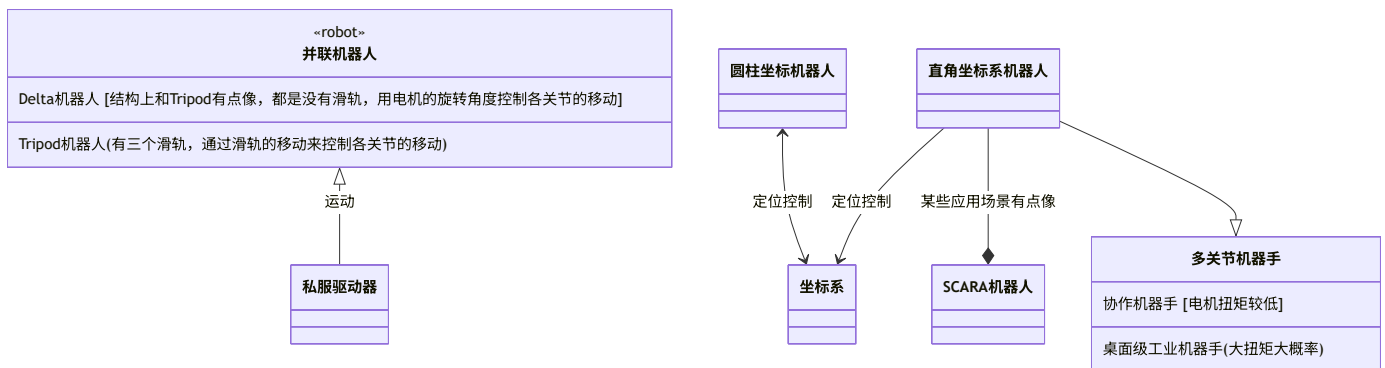 «robot»
并联机器人
Delta机器人 [结构上和Tripod有点像，都是没有滑轨，用电机的旋转角度控制各关节的移动]
Tripod机器人(有三个滑轨，通过滑轨的移动来控制各关节的移动)
运动
私服驱动器
圆柱坐标机器人
直角坐标系机器人
定位控制
定位控制
某些应用场景有点像
坐标系
SCARA机器人
多关节机器手
协作机器手 [电机扭矩较低]
桌面级工业机器手(大扭矩大概率)